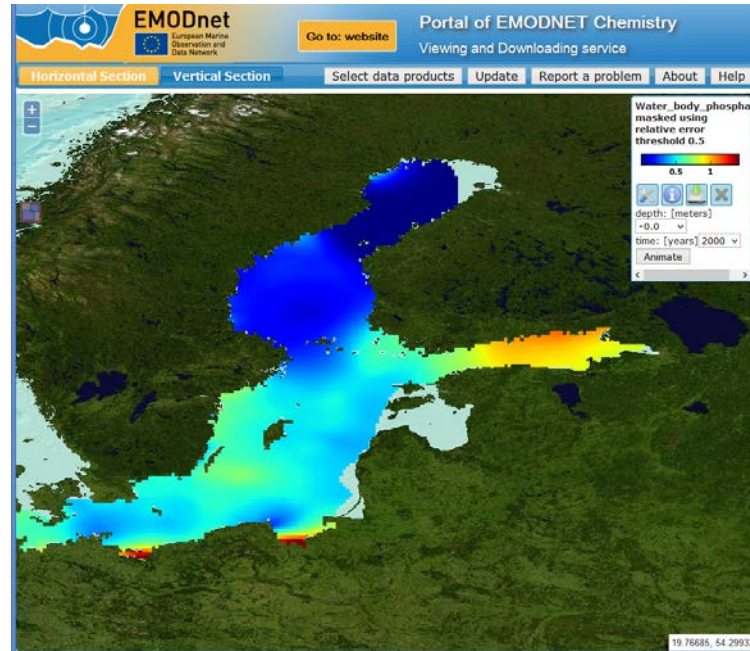 EMODnet
European Marine
Observation and
Data Network
Go to: website
Portal of EMODNET Chemistry
Viewing and Downloading service
Horizontal Section
Vertical Section
Select data products
Update
Report a problem
About
Help
Water_body_phospha
masked using
relative error
threshold 0.5
0.5 1
depth: [meters]
-0.0
time: [years] 2000
Animate
19.76685, 54.2993